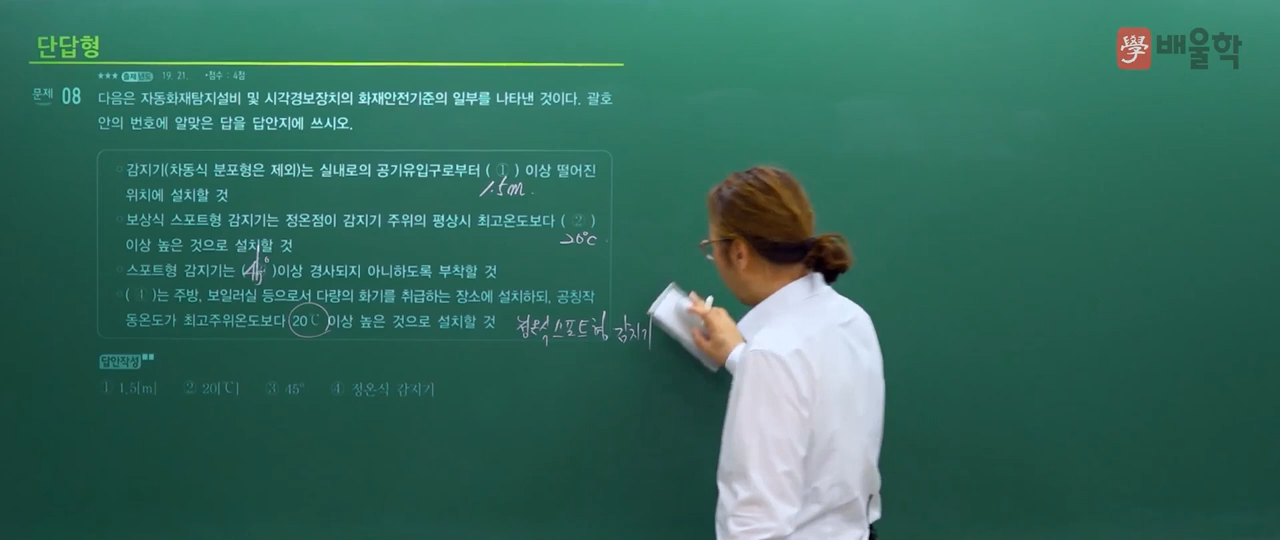 단답형
學 배울학
★★★ 출제년도 19. 21. •점수 : 4점
문제 08 다음은 자동화재탐지설비 및 시각경보장치의 화재안전기준의 일부를 나타낸 것이다. 괄호
안의 번호에 알맞은 답을 답안지에 쓰시오.
○ 감지기(차동식 분포형은 제외)는 실내로의 공기유입구로부터 ( ① ) 이상 떨어진
1.5m
위치에 설치할 것
○ 보상식 스포트형 감지기는 정온점이 감지기 주위의 평상시 최고온도보다 ( ② )
20℃
이상 높은 것으로 설치할 것
○ 스포트형 감지기는 ( )이상 경사되지 아니하도록 부착할 것
○ ( ④ )는 주방, 보일러실 등으로서 다량의 화기를 취급하는 장소에 설치하되, 공칭작
동온도가 최고주위온도보다 20℃ 이상 높은 것으로 설치할 것
정온식 스포트형 감지기
답안작성
① 1.5[m] ② 20[℃] ③ 45° ④ 정온식 감지기